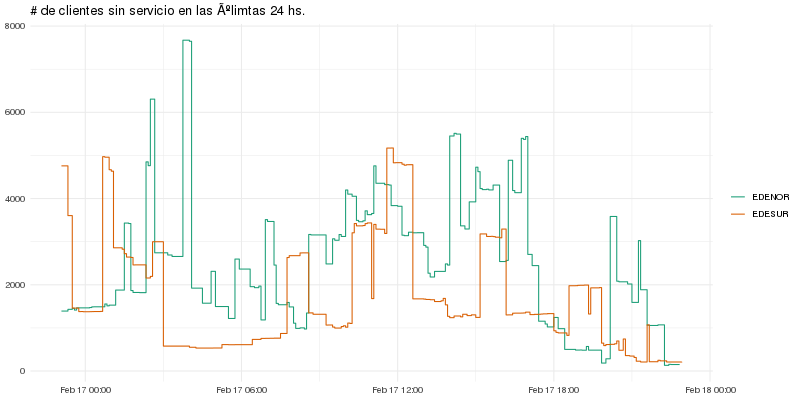 # de clientes sin servicio en las Ãºlimtas 24 hs.
8000
6000
4000
2000
0
EDENOR
EDESUR
Feb 17 00:00
Feb 17 06:00
Feb 17 12:00
Feb 17 18:00
Feb 18 00:00